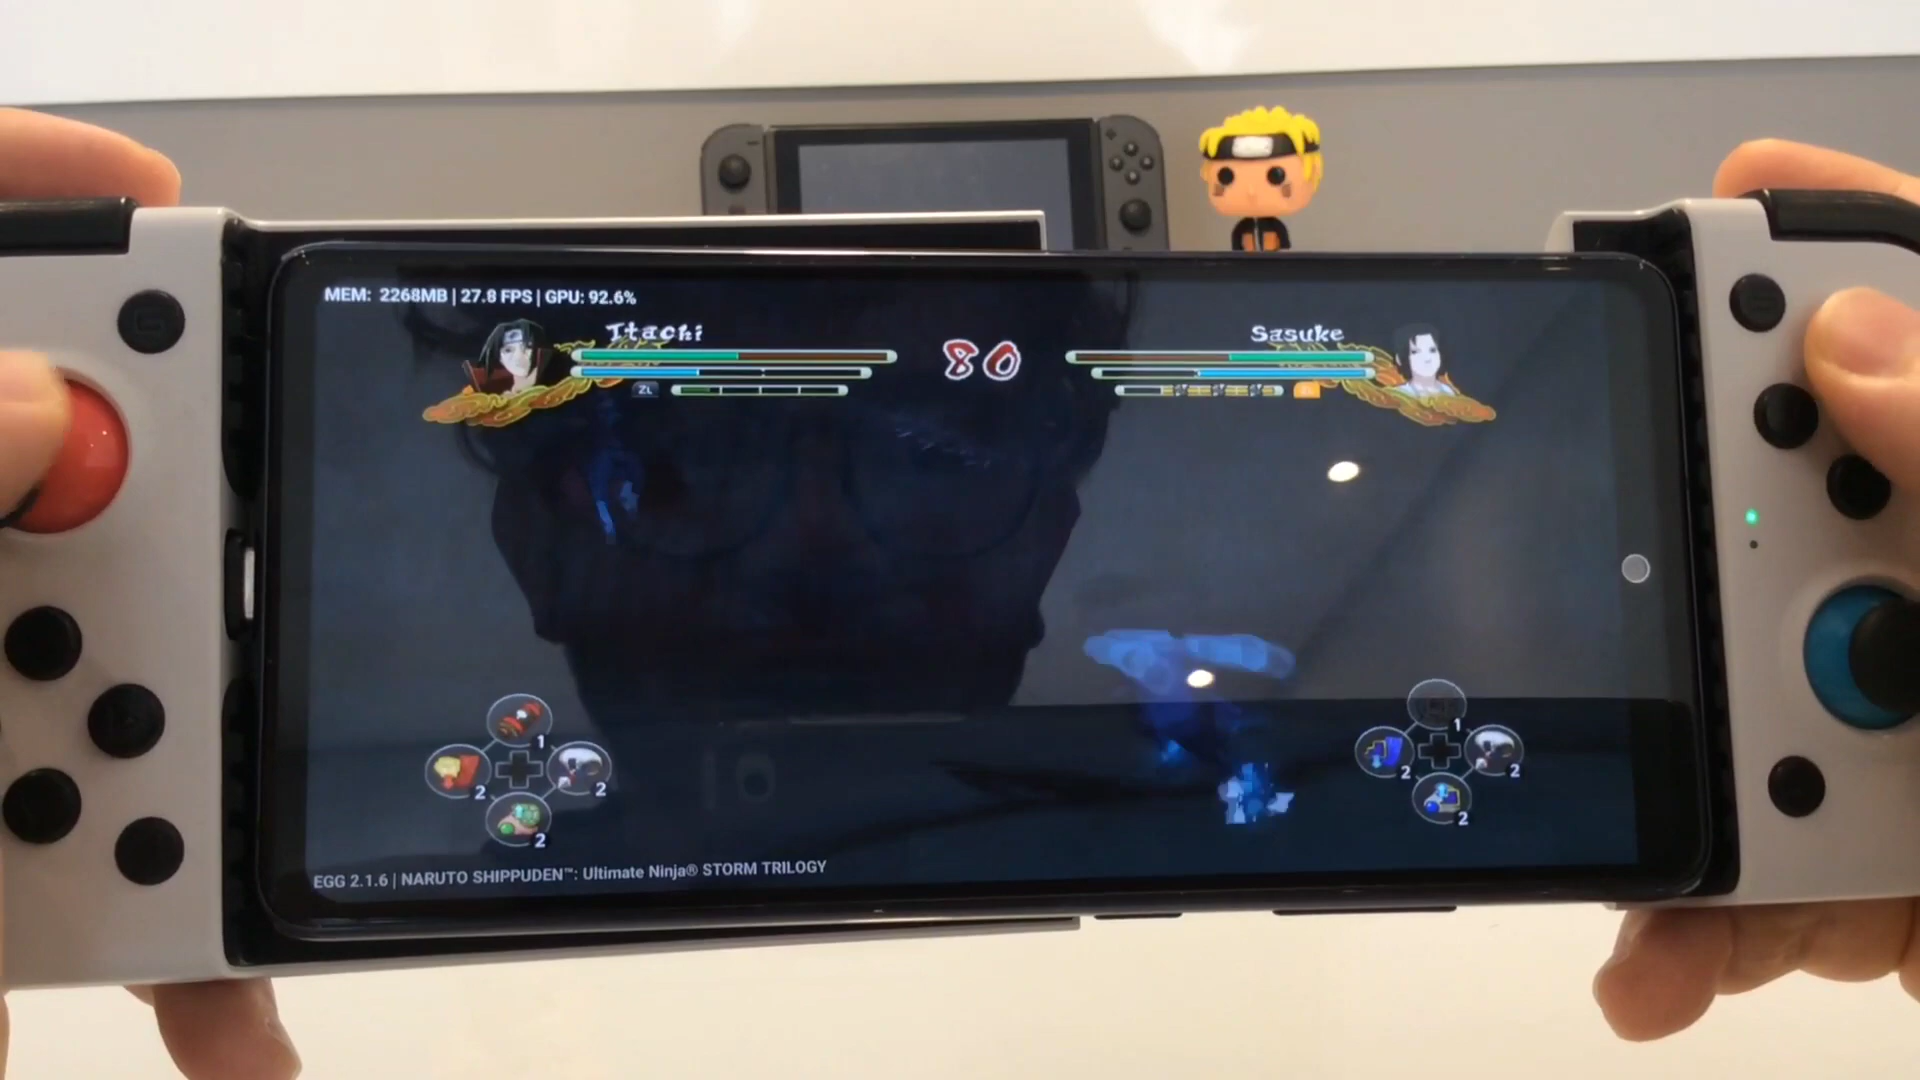 MEM: 2268MB | 27.8 FPS | GPU: 92.6%
Itachi
80
Sasuke
ZL
1
2
2
2
1
2
2
2
EGG 2.1.6 | NARUTO SHIPPUDEN™: Ultimate Ninja® STORM TRILOGY